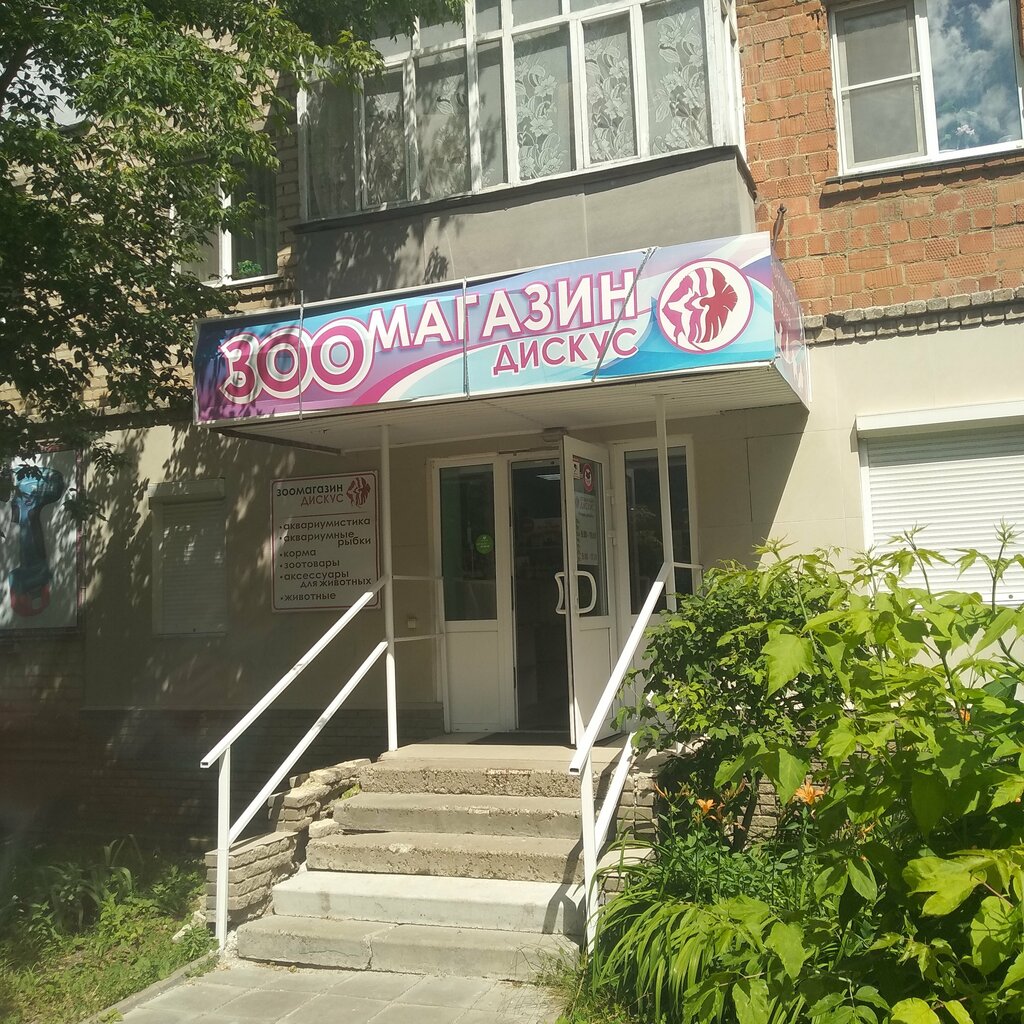 ЗООМАГАЗИН
ДИСКУС
ЗООМАГАЗИН
ДИСКУС
• аквариумистика
• аквариумные
рыбки
• корма
• зоотовары
• аксессуары
для животных
• животные